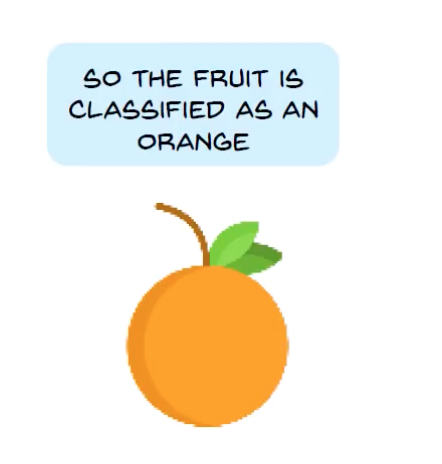 SO THE FRUIT IS
CLASSIFIED AS AN
ORANGE